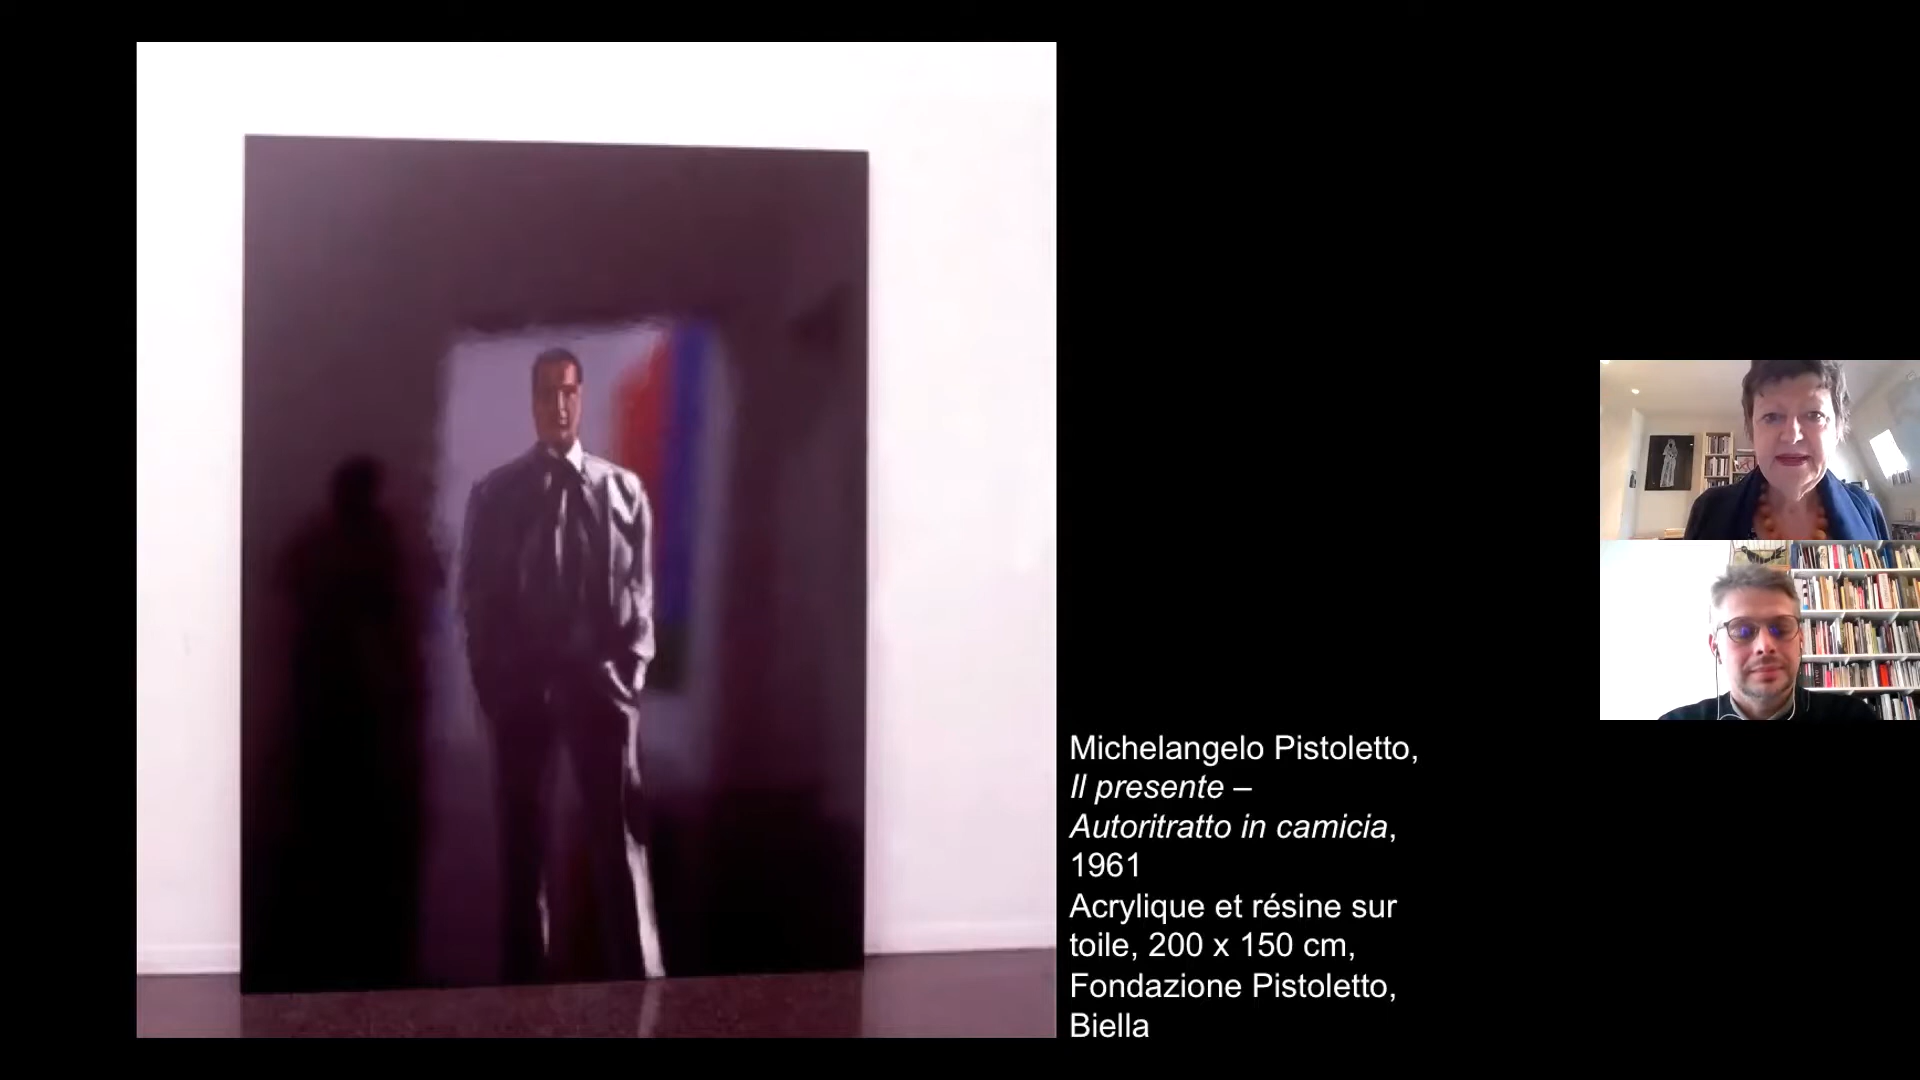 Michelangelo Pistoletto,
Il presente –
Autoritratto in camicia,
1961
Acrylique et résine sur
toile, 200 x 150 cm,
Fondazione Pistoletto,
Biella